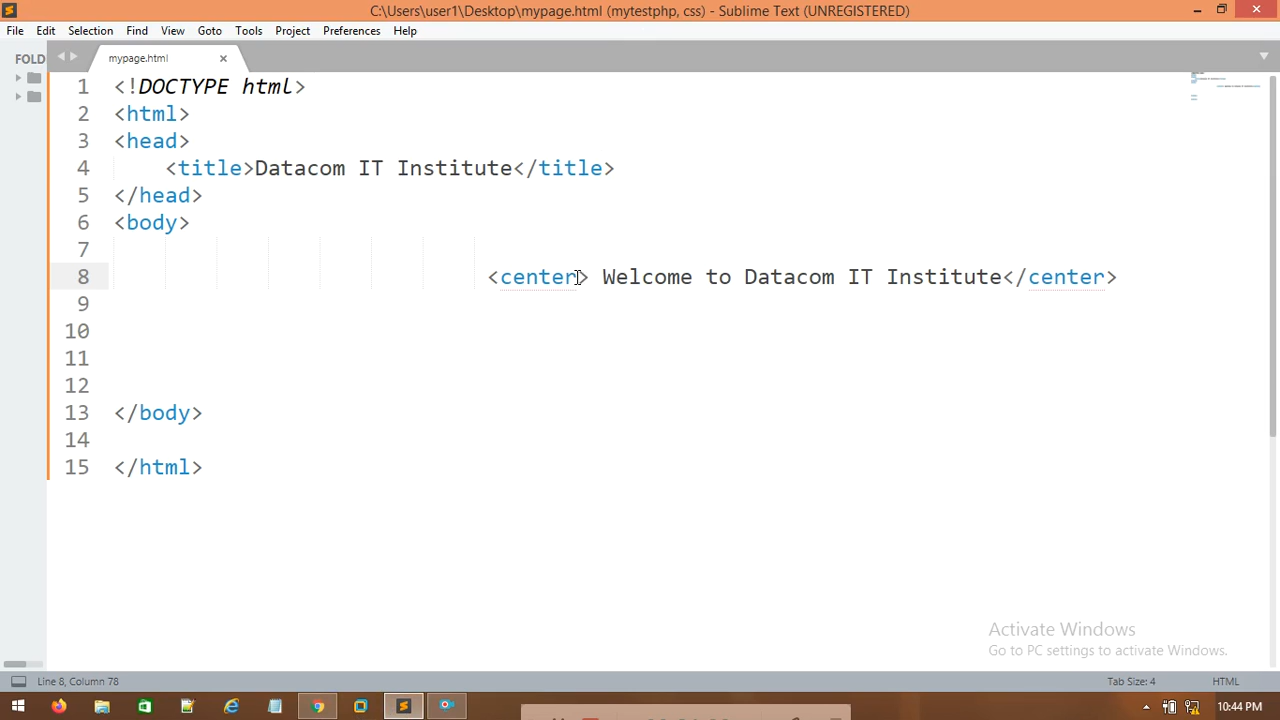 C:\Users\user1\Desktop\mypage.html (mytestphp, css) - Sublime Text (UNREGISTERED)
File Edit Selection Find View Goto Tools Project Preferences Help
FOLD
mypage.html
1 <!DOCTYPE html>
2 <html>
3 <head>
4 <title>Datacom IT Institute</title>
5 </head>
6 <body>
7
8 <center> Welcome to Datacom IT Institute</center>
9
10
11
12
13 </body>
14
15 </html>
Activate Windows
Go to PC settings to activate Windows.
Line 8, Column 78 Tab Size: 4 HTML
10:44 PM